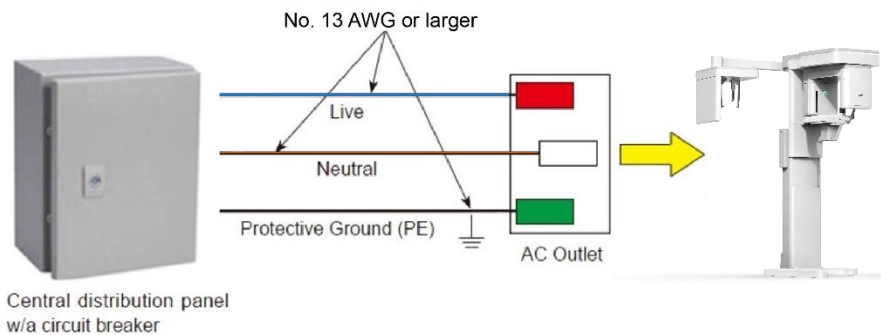 No. 13 AWG or larger
Live
Neutral
Protective Ground (PE)
AC Outlet
Central distribution panel
w/a circuit breaker